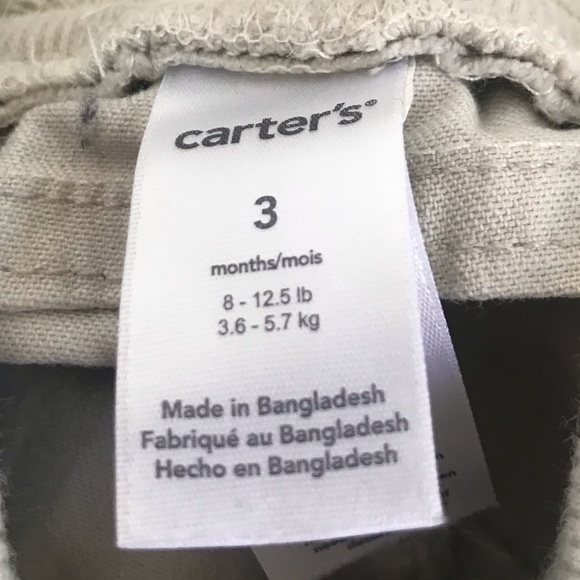 carter's®
3
months/mois
8 - 12.5 lb
3.6 - 5.7 kg
Made in Bangladesh
Fabriqué au Bangladesh
Hecho en Bangladesh